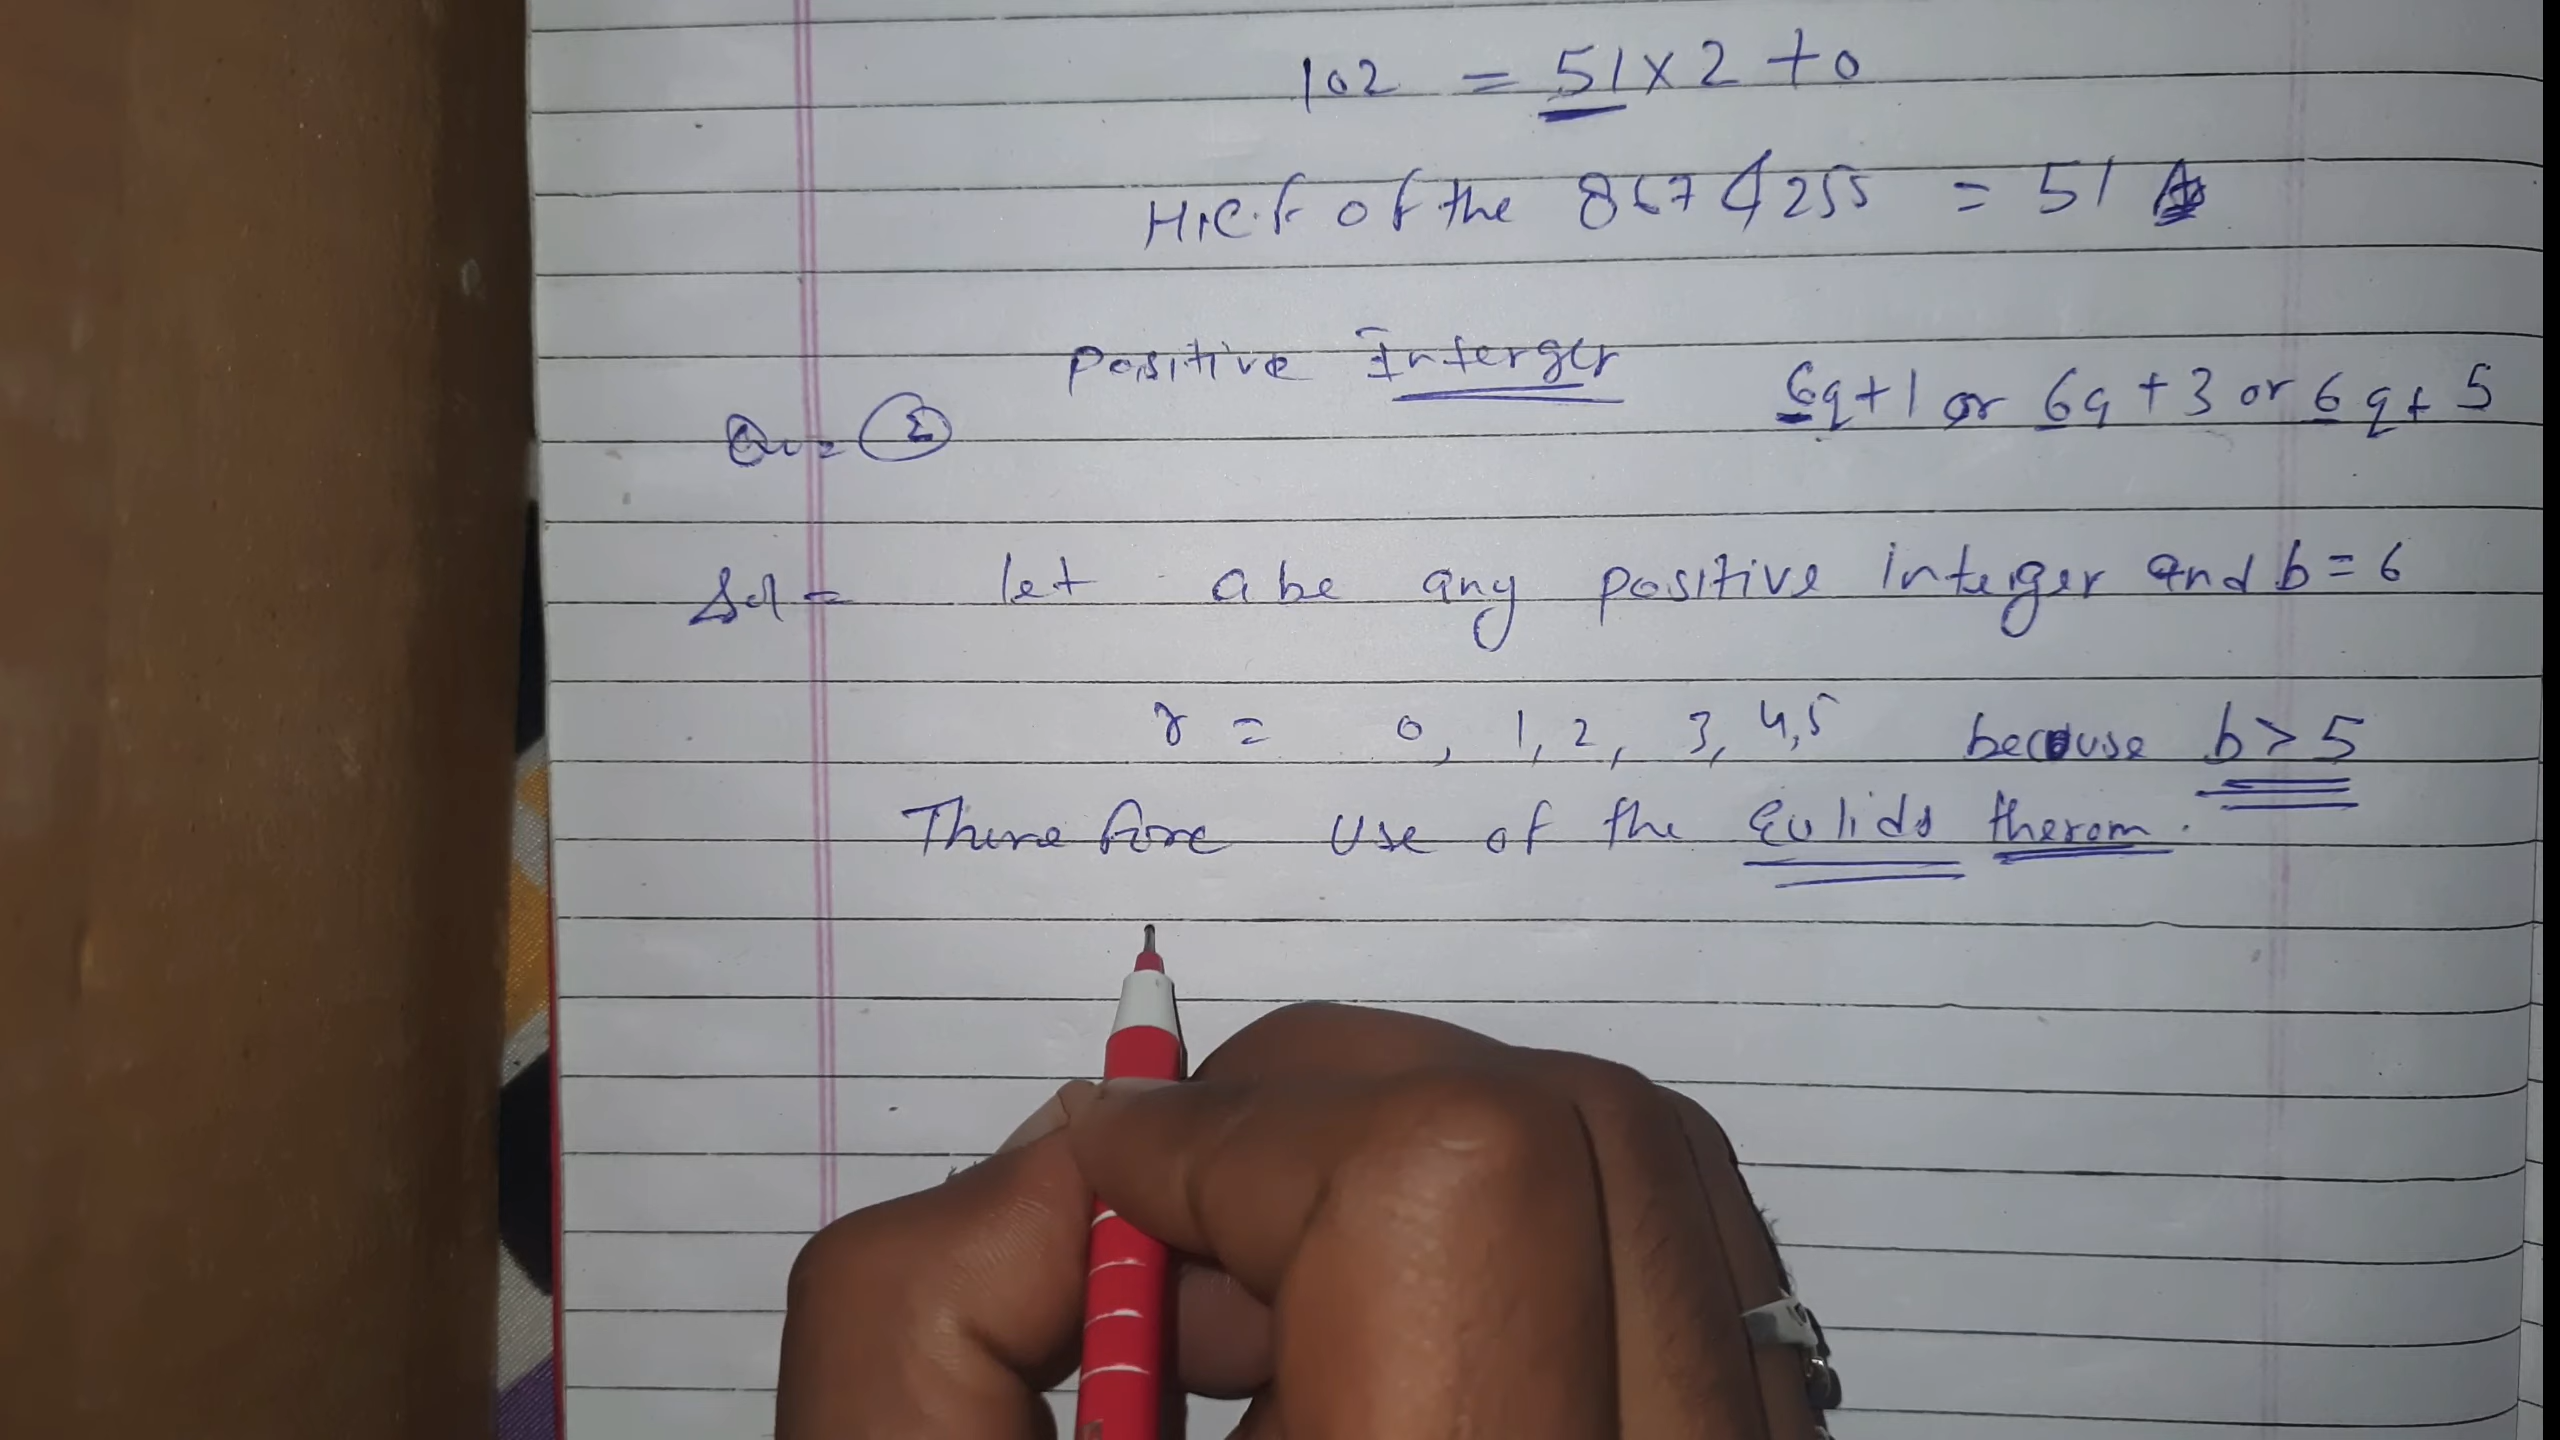 102 = 51 x 2 + 0
H.C.F of the 867 & 255 = 51
Positive Interger
6q+1 or 6q + 3 or 6q+ 5
Qu = 2
Sol = let a be any positive interger and b = 6
r = 0, 1, 2, 3, 4, 5 because b > 5
There fore use of the Eulids therom.